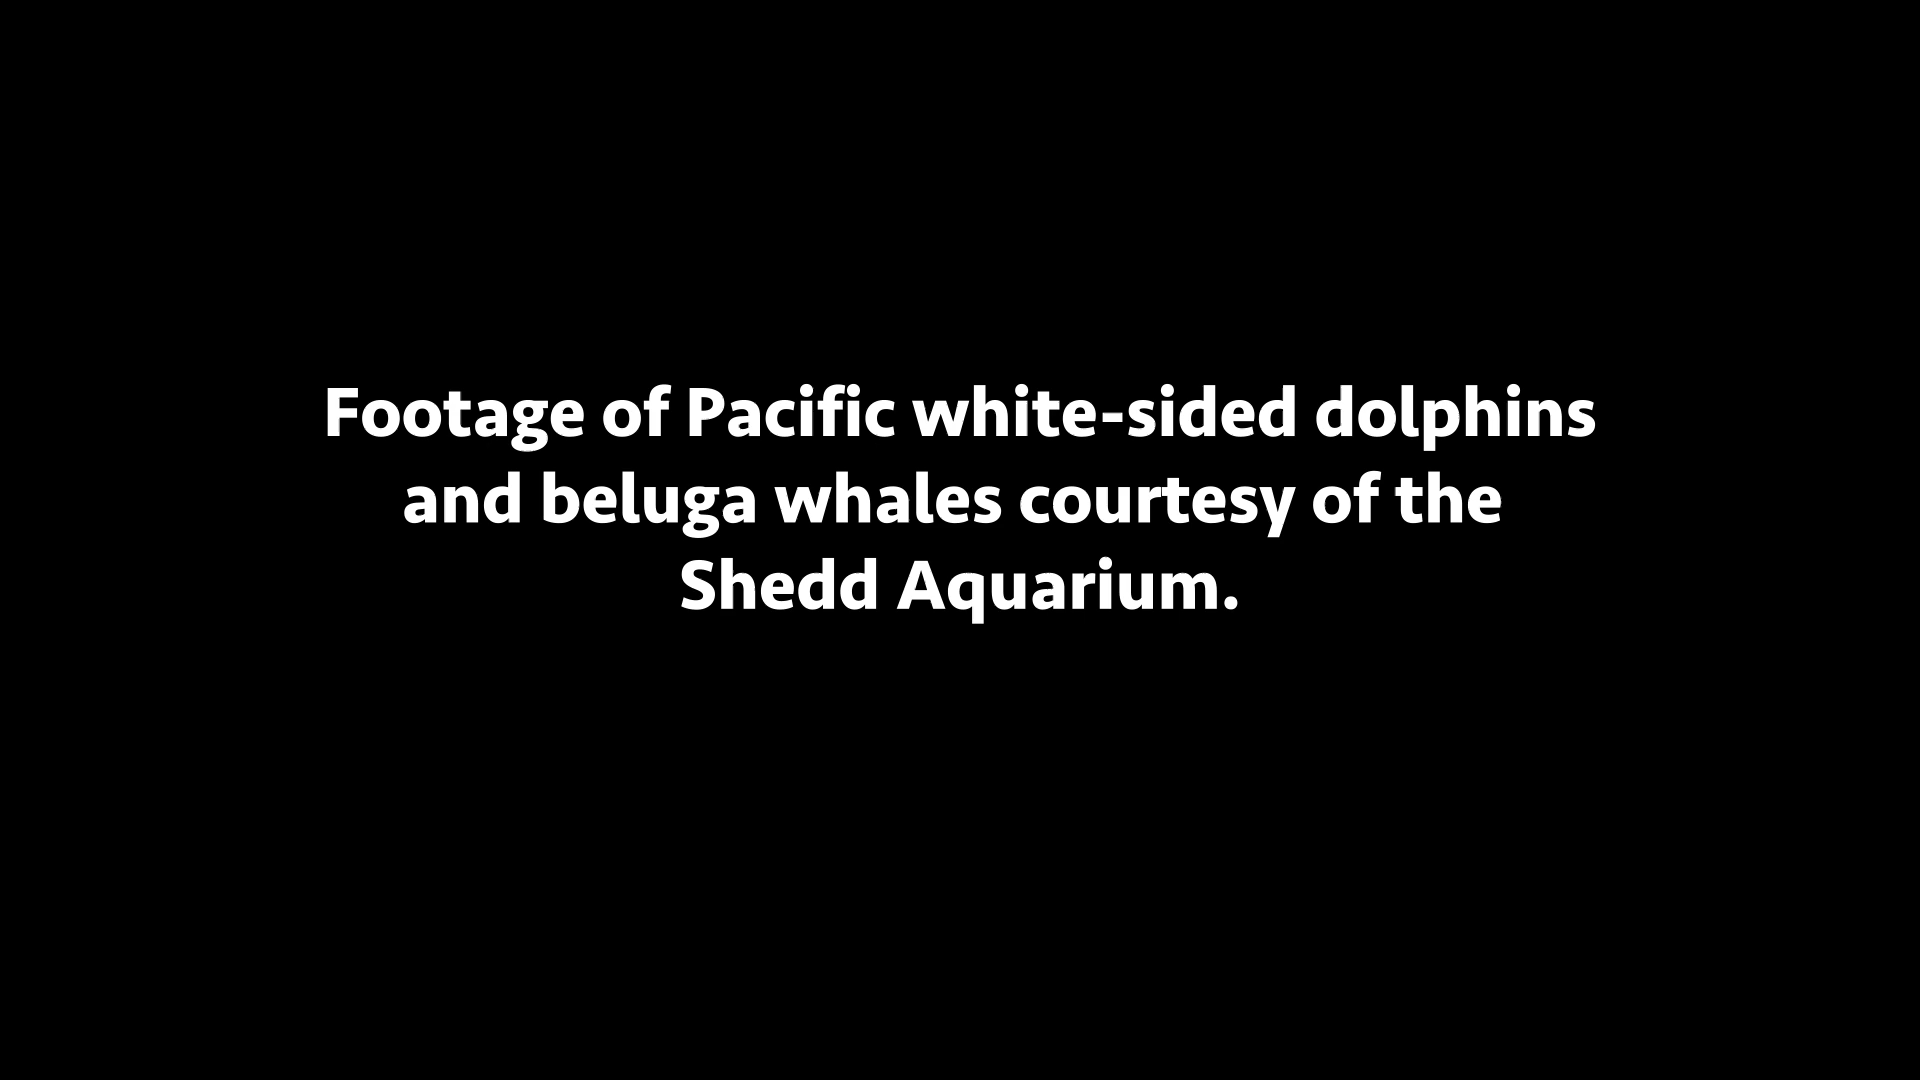 Footage of Pacific white-sided dolphins
and beluga whales courtesy of the
Shedd Aquarium.